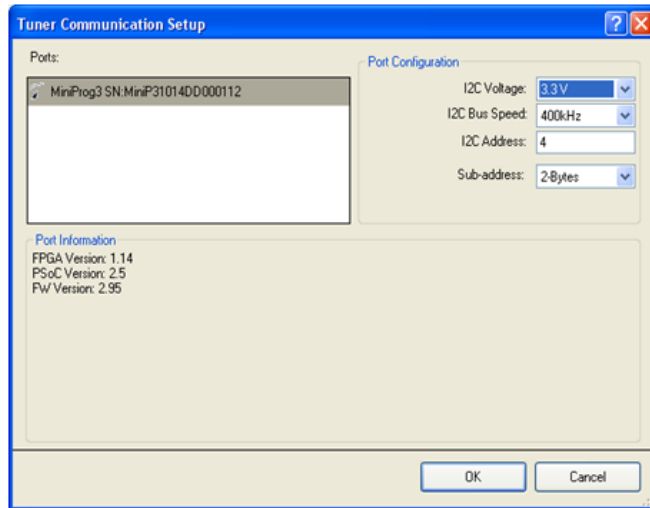 Tuner Communication Setup
Ports:
MiniProg3 SN:MiniP31014DD000112
Port Configuration
I2C Voltage: 3.3 V
I2C Bus Speed: 400kHz
I2C Address: 4
Sub-address: 2-Bytes
Port Information
FPGA Version: 1.14
PSoC Version: 2.5
FW Version: 2.95
OK Cancel